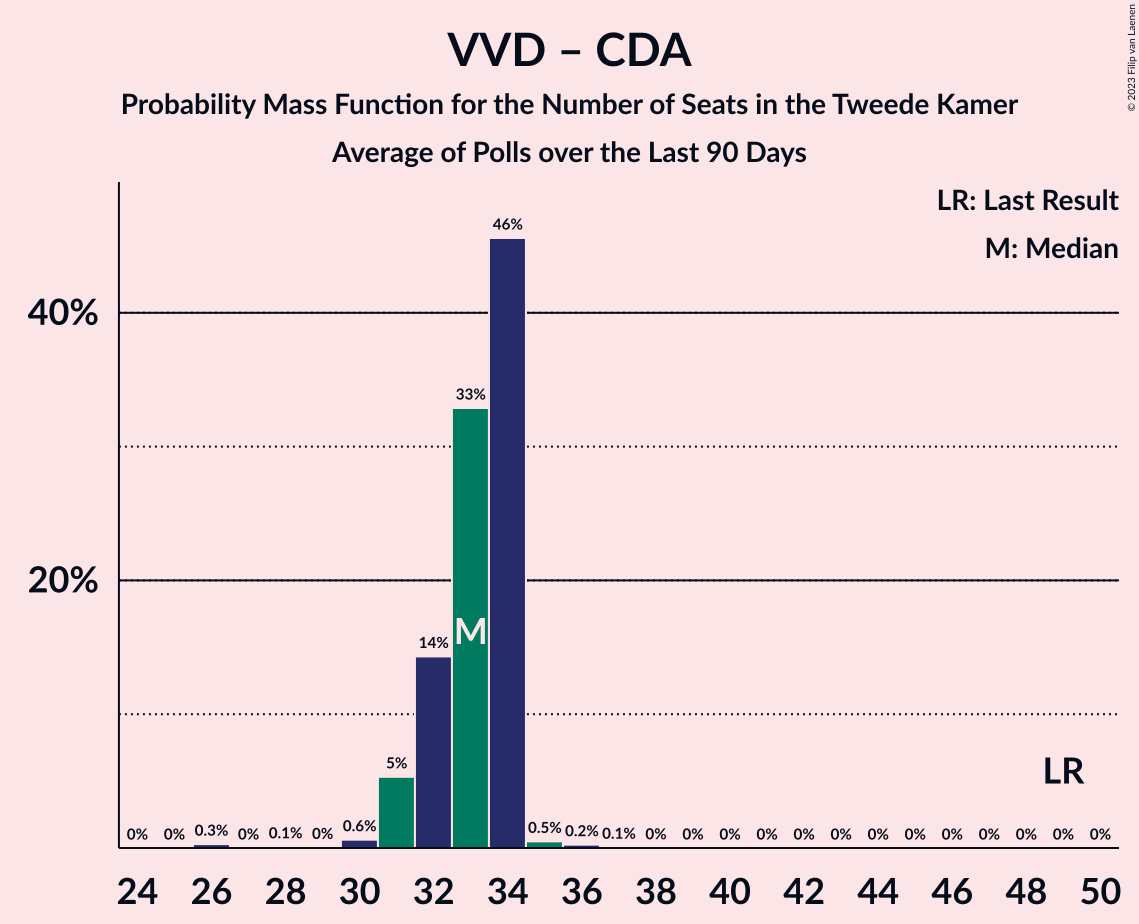 VVD – CDA
Probability Mass Function for the Number of Seats in the Tweede Kamer
Average of Polls over the Last 90 Days
© 2023 Filip van Laenen
LR: Last Result
M: Median
46%
40%
33%
20%
M
14%
5%
LR
0% 0% 0.3% 0% 0.1% 0% 0.6% 0.5% 0.2% 0.1% 0% 0% 0% 0% 0% 0% 0% 0% 0% 0% 0% 0% 0%
24 26 28 30 32 34 36 38 40 42 44 46 48 50